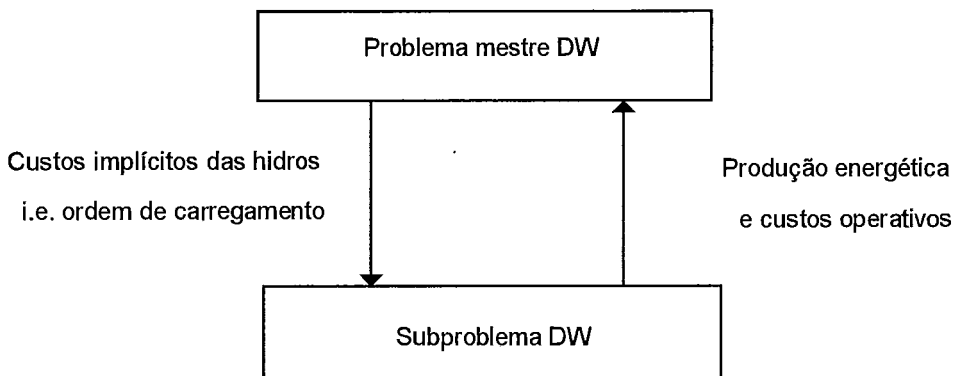 Problema mestre DW
Custos implícitos das hidros
i.e. ordem de carregamento
Produção energética
e custos operativos
Subproblema DW